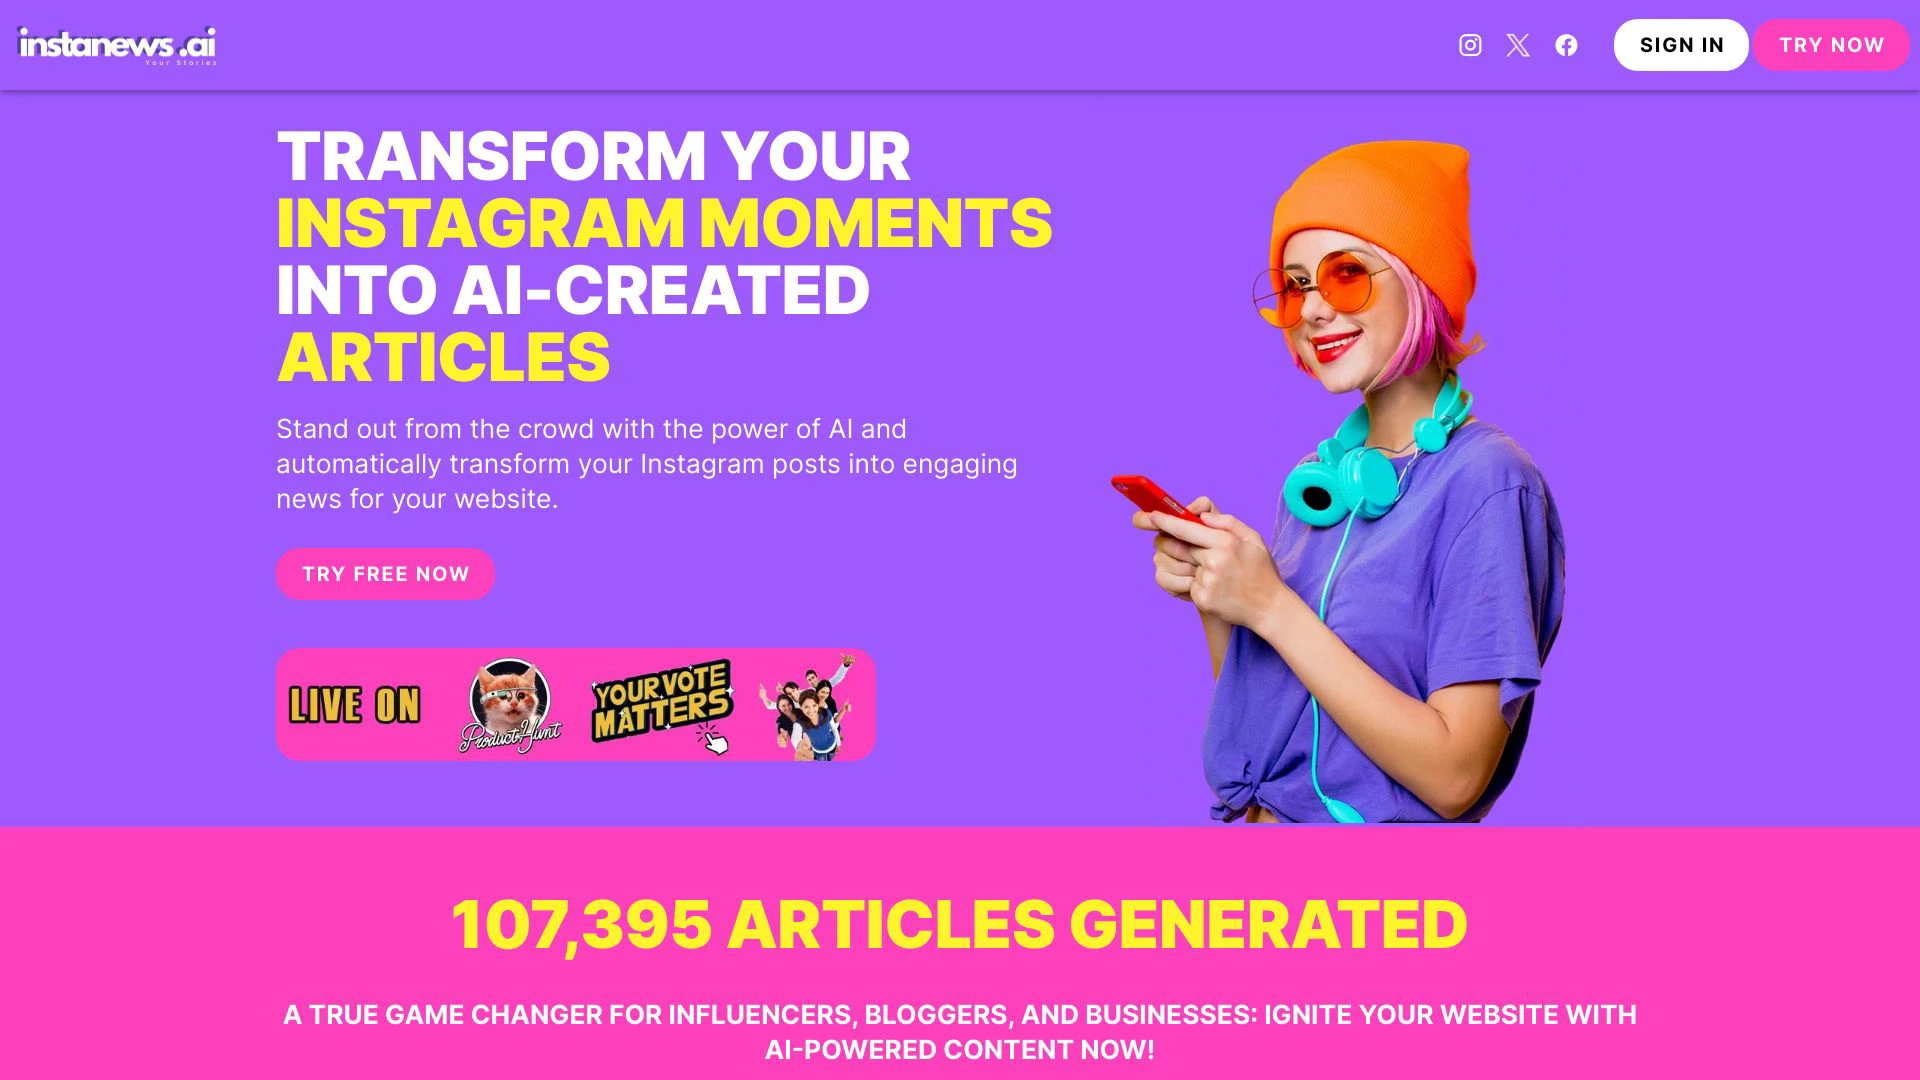 instanews.ai
Your Stories
SIGN IN
TRY NOW
TRANSFORM YOUR
INSTAGRAM MOMENTS
INTO AI-CREATED
ARTICLES
Stand out from the crowd with the power of AI and
automatically transform your Instagram posts into engaging
news for your website.
TRY FREE NOW
LIVE ON
Product Hunt
YOUR VOTE
MATTERS
107,395 ARTICLES GENERATED
A TRUE GAME CHANGER FOR INFLUENCERS, BLOGGERS, AND BUSINESSES: IGNITE YOUR WEBSITE WITH
AI-POWERED CONTENT NOW!